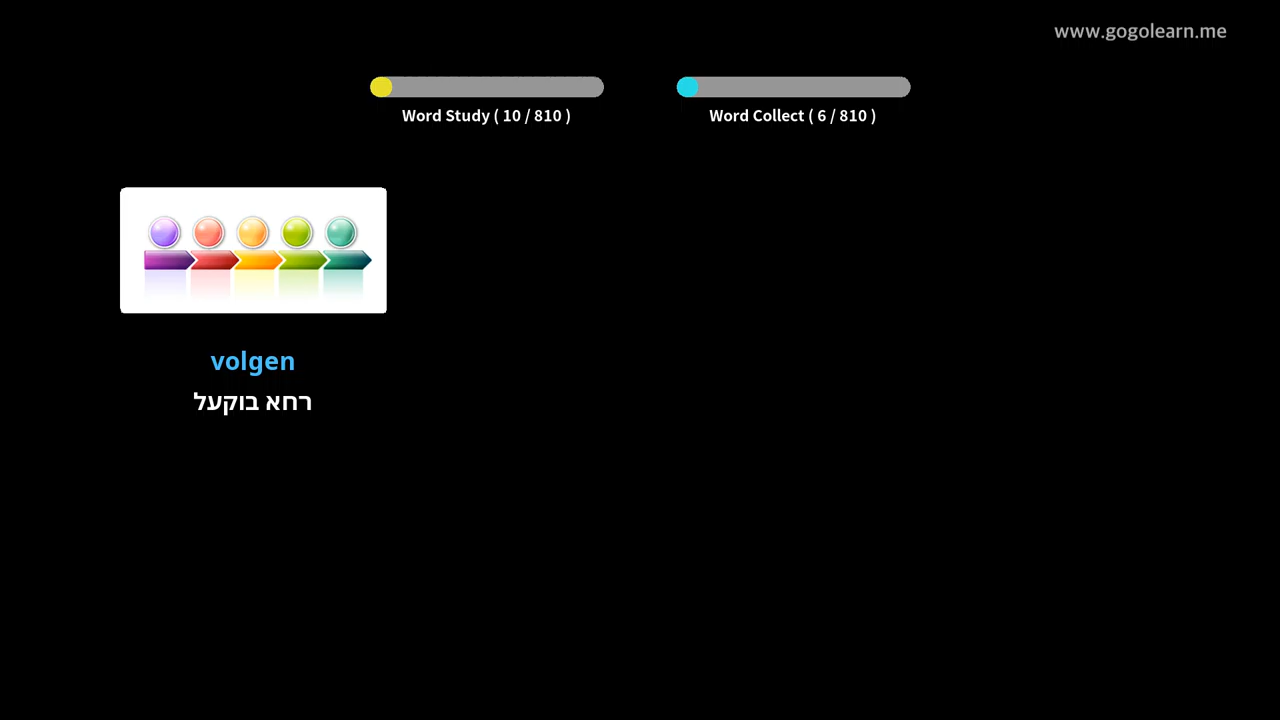 www.gogolearn.me
Word Study ( 10 / 810 )
Word Collect ( 6 / 810 )
volgen
רחא בוקעל